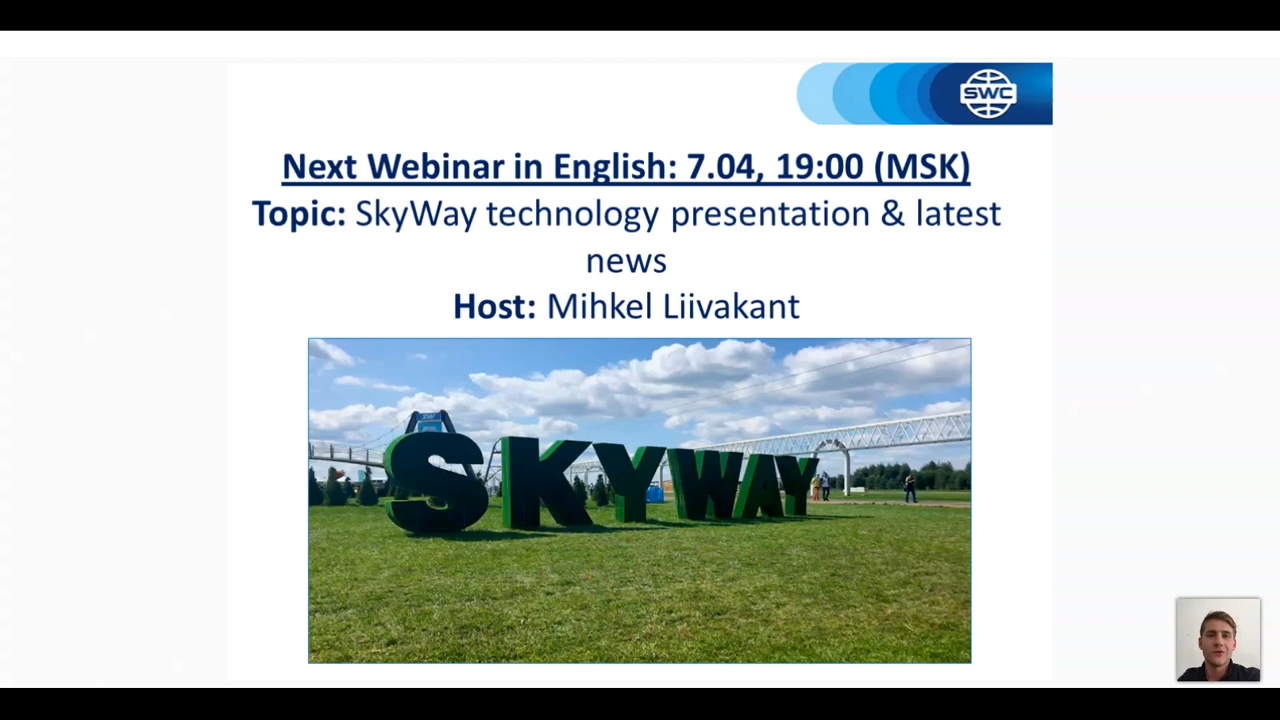 SWC
Next Webinar in English: 7.04, 19:00 (MSK)
Topic: SkyWay technology presentation & latest
news
Host: Mihkel Liivakant
SKYWAY